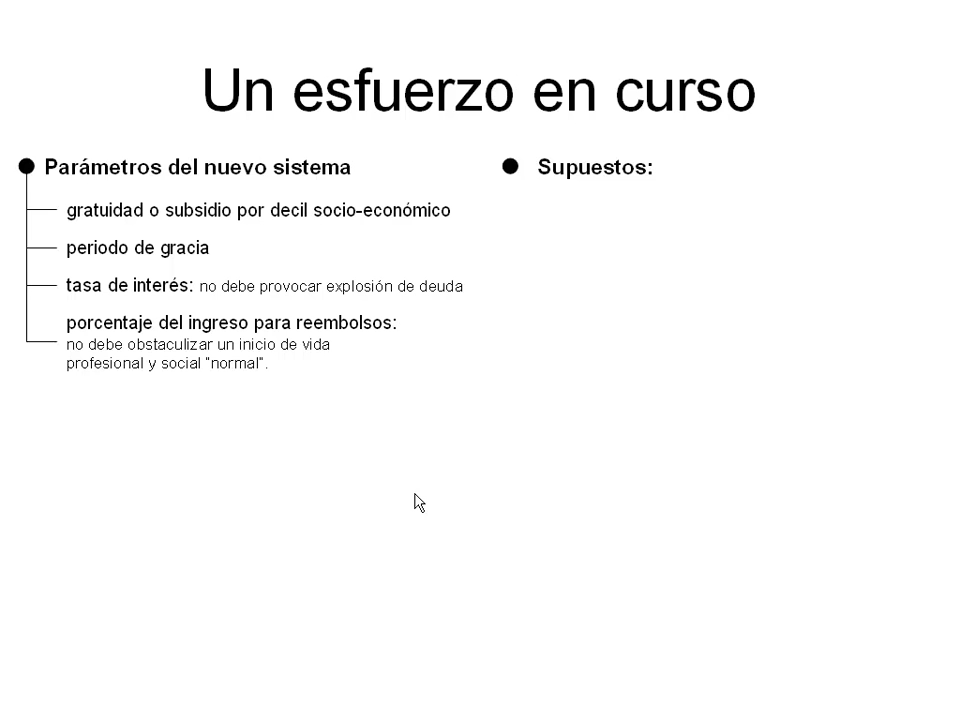 Un esfuerzo en curso
Parámetros del nuevo sistema
gratuidad o subsidio por decil socio-económico
periodo de gracia
tasa de interés: no debe provocar explosión de deuda
porcentaje del ingreso para reembolsos:
no debe obstaculizar un inicio de vida
profesional y social "normal".
Supuestos: